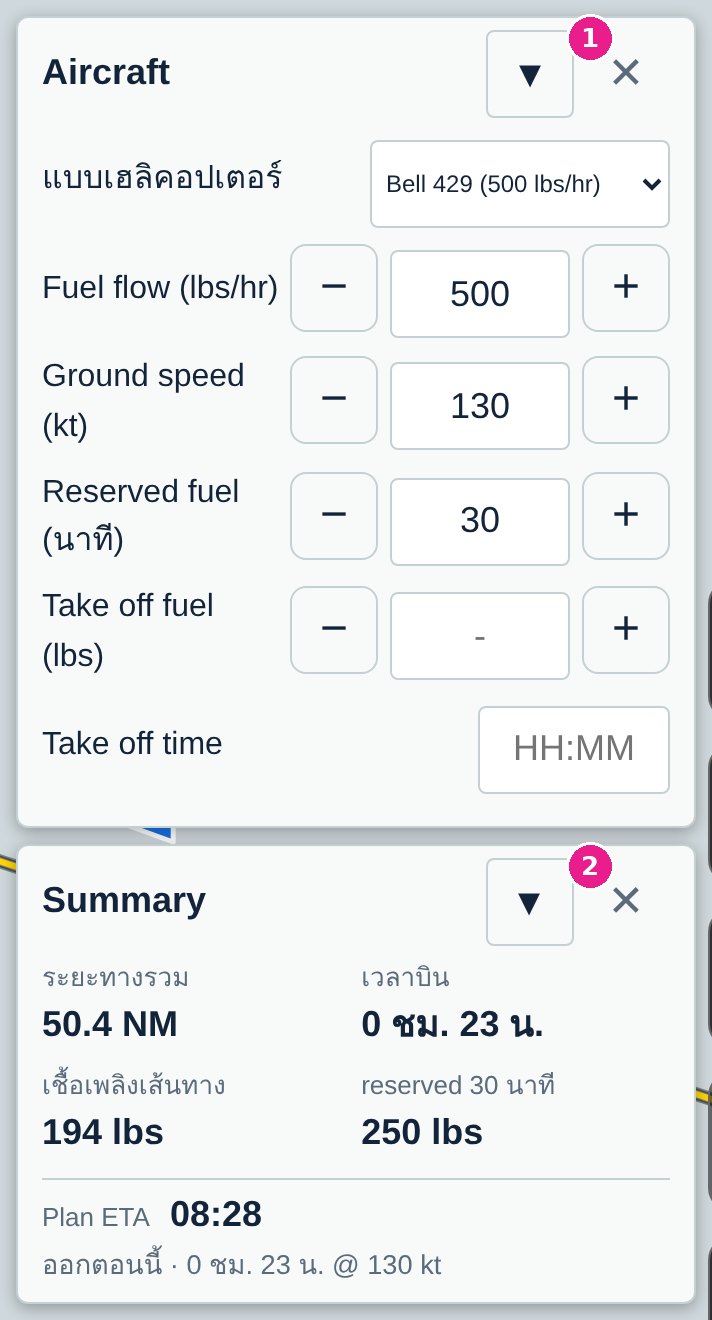 Aircraft ▼ 1 ✕
แบบเฮลิคอปเตอร์ Bell 429 (500 lbs/hr)
Fuel flow (lbs/hr) − 500 +
Ground speed (kt) − 130 +
Reserved fuel (นาที) − 30 +
Take off fuel (lbs) − - +
Take off time HH:MM
Summary ▼ 2 ✕
ระยะทางรวม เวลาบิน
50.4 NM 0 ชม. 23 น.
เชื้อเพลิงเส้นทาง reserved 30 นาที
194 lbs 250 lbs
Plan ETA 08:28
ออกตอนนี้ · 0 ชม. 23 น. @ 130 kt